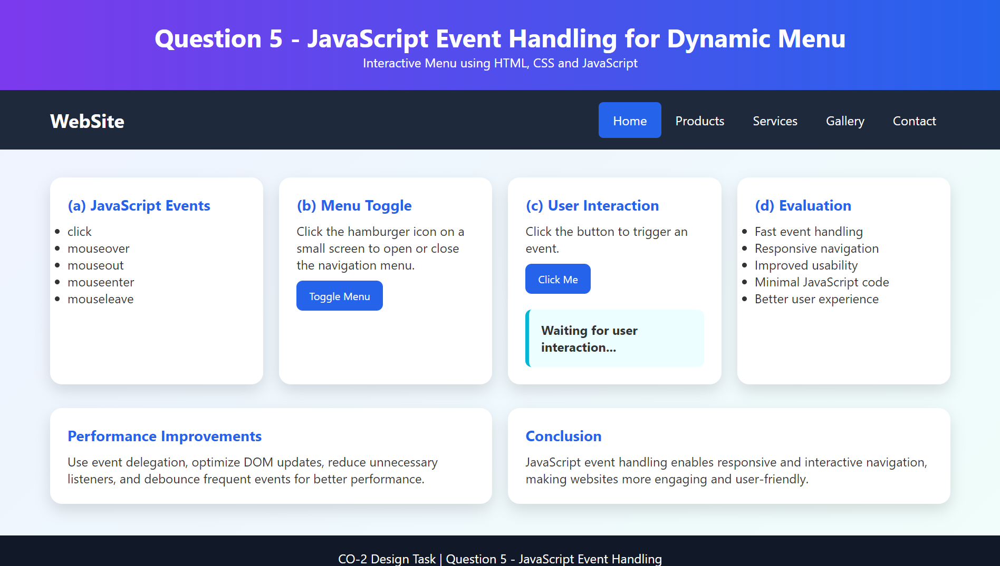 Question 5 - JavaScript Event Handling for Dynamic Menu
Interactive Menu using HTML, CSS and JavaScript
WebSite
Home
Products
Services
Gallery
Contact
(a) JavaScript Events
click
mouseover
mouseout
mouseenter
mouseleave
(b) Menu Toggle
Click the hamburger icon on a
small screen to open or close
the navigation menu.
Toggle Menu
(c) User Interaction
Click the button to trigger an
event.
Click Me
Waiting for user
interaction...
(d) Evaluation
Fast event handling
Responsive navigation
Improved usability
Minimal JavaScript code
Better user experience
Performance Improvements
Use event delegation, optimize DOM updates, reduce unnecessary
listeners, and debounce frequent events for better performance.
Conclusion
JavaScript event handling enables responsive and interactive navigation,
making websites more engaging and user-friendly.
CO-2 Design Task | Question 5 - JavaScript Event Handling